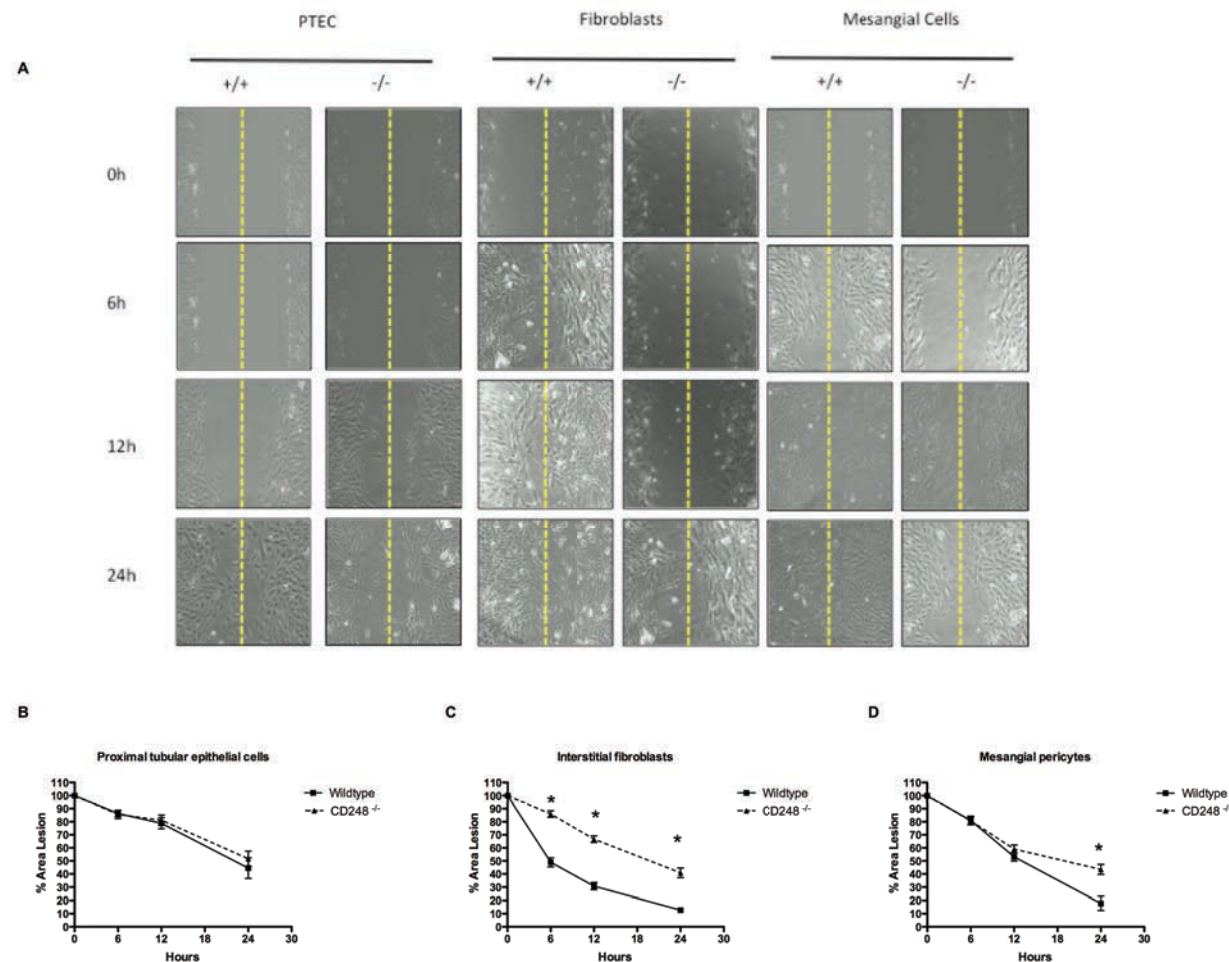 PTEC Fibroblasts Mesangial Cells
A
+/+ -/- +/+ -/- +/+ -/-
0h
6h
12h
24h
B
Proximal tubular epithelial cells
% Area Lesion
110
100
90
80
70
60
50
40
30
20
10
0
0 6 12 18 24 30
Hours
Wildtype
CD248 -/-
C
Interstitial fibroblasts
% Area Lesion
110
100
90
80
70
60
50
40
30
20
10
0
* * *
0 6 12 18 24 30
Hours
Wildtype
CD248 -/-
D
Mesangial pericytes
% Area Lesion
110
100
90
80
70
60
50
40
30
20
10
0
*
0 6 12 18 24 30
Hours
Wildtype
CD248 -/-